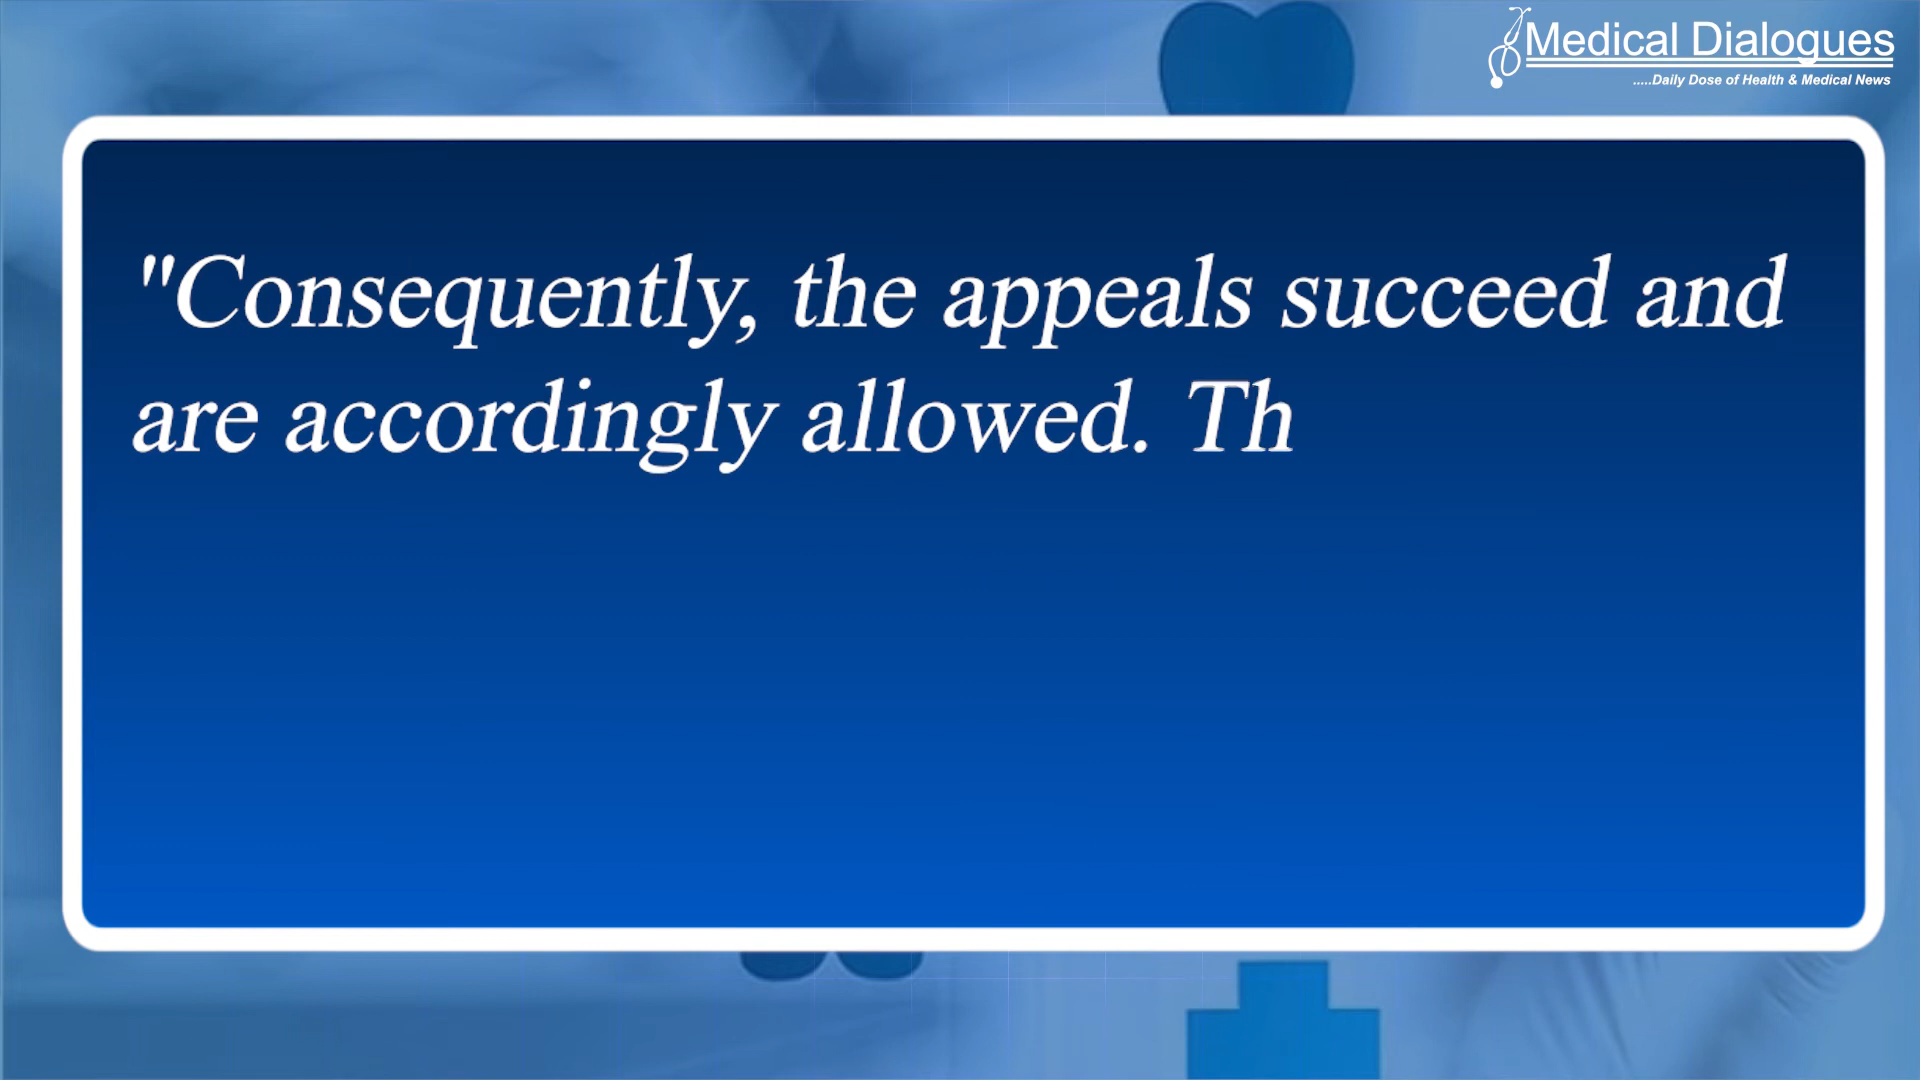 Medical Dialogues
.....Daily Dose of Health & Medical News
"Consequently, the appeals succeed and
are accordingly allowed. Th